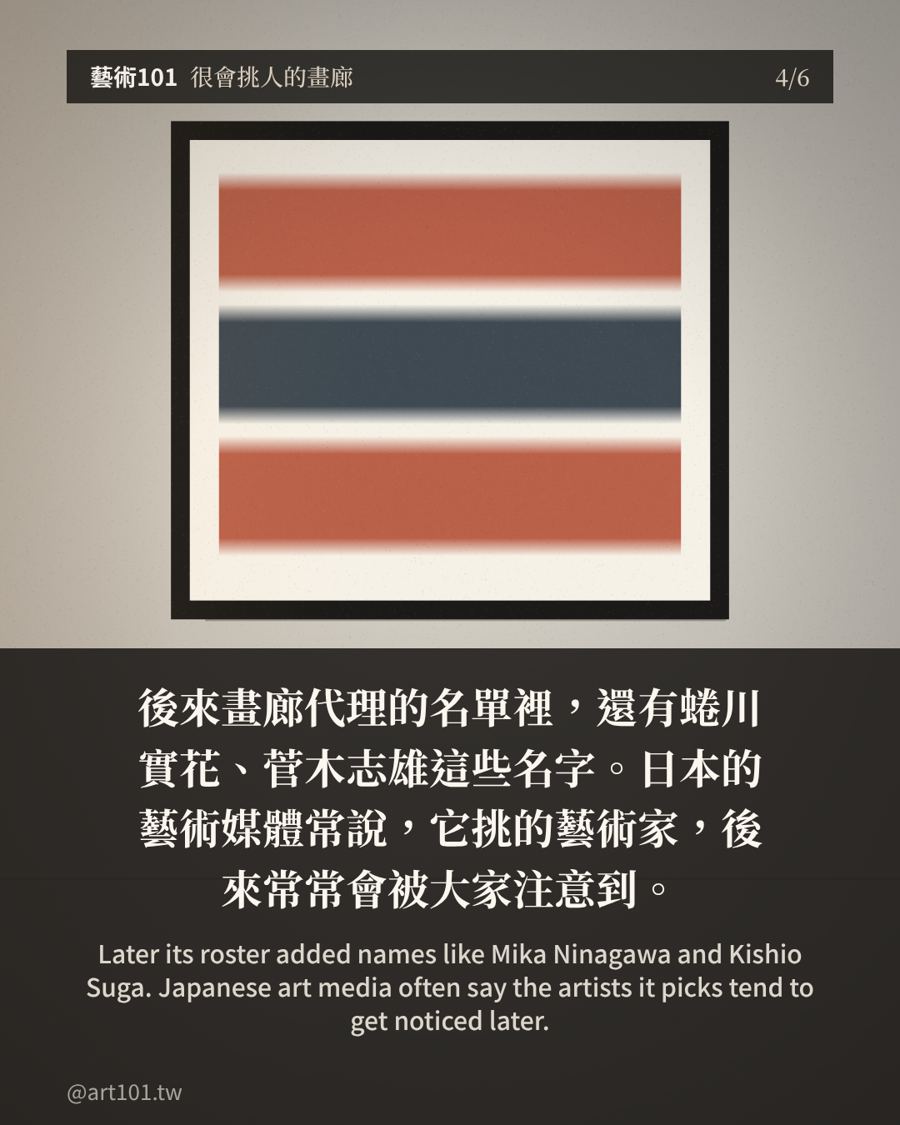 藝術101 很會挑人的畫廊 4/6
後來畫廊代理的名單裡，還有蜷川
實花、菅木志雄這些名字。日本的
藝術媒體常說，它挑的藝術家，後
來常常會被大家注意到。
Later its roster added names like Mika Ninagawa and Kishio
Suga. Japanese art media often say the artists it picks tend to
get noticed later.
@art101.tw